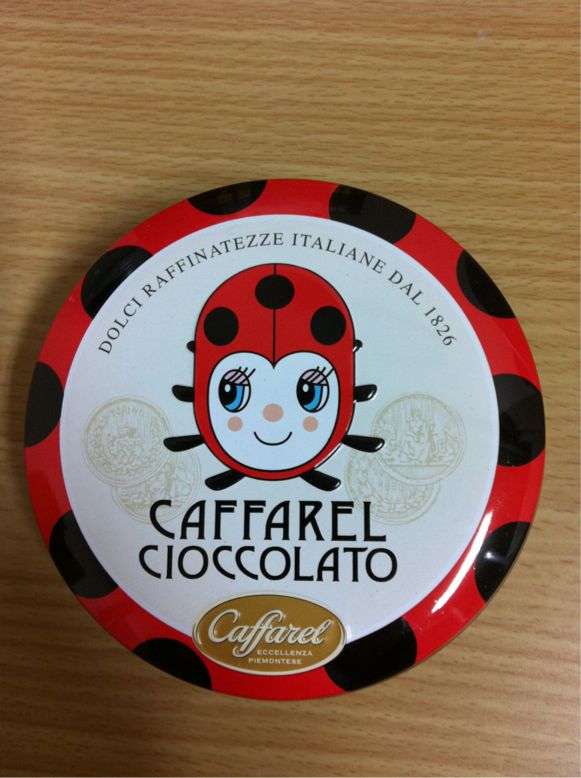 DOLCI RAFFINATEZZE ITALIANE DAL 1826
CAFFAREL
CIOCCOLATO
Caffarel
ECCELLENZA
PIEMONTESE